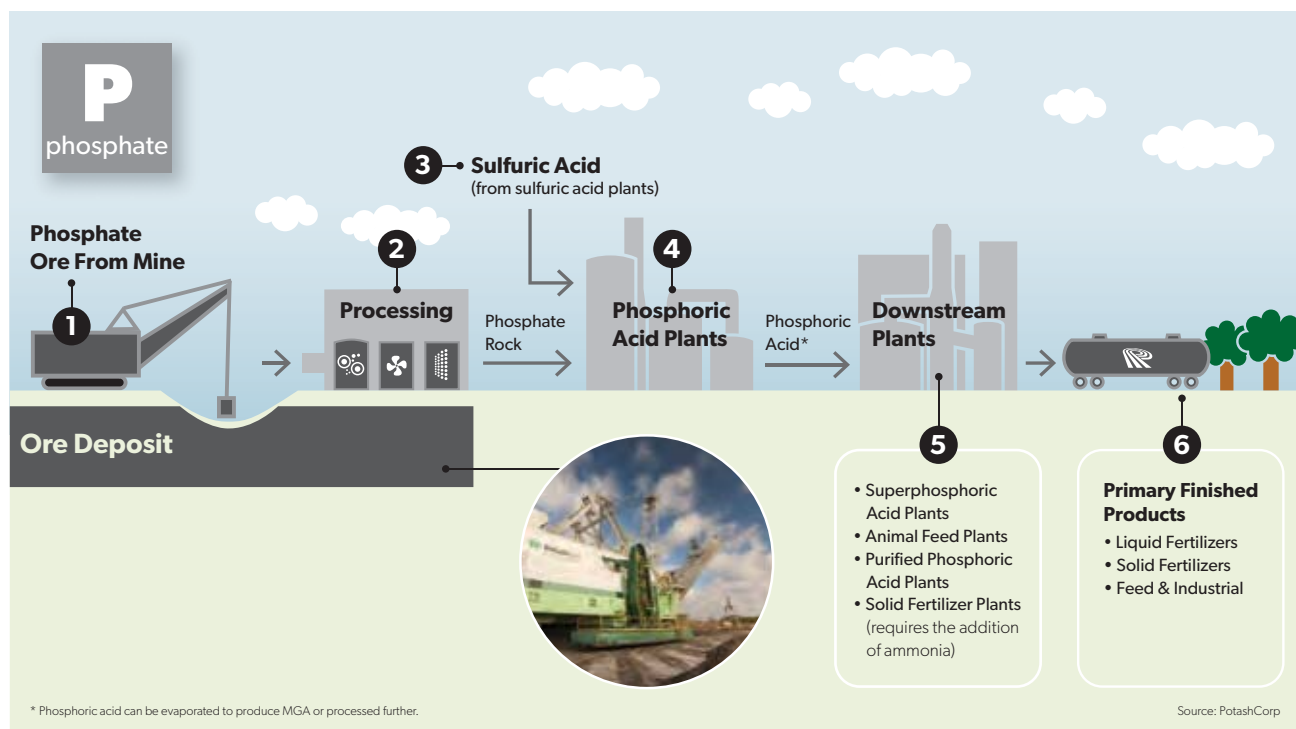 P
phosphate
3
Sulfuric Acid
(from sulfuric acid plants)
Phosphate
Ore From Mine
1
2
Processing
Phosphate
Rock
4
Phosphoric
Acid Plants
Phosphoric
Acid*
Downstream
Plants
Ore Deposit
5
• Superphosphoric
Acid Plants
• Animal Feed Plants
• Purified Phosphoric
Acid Plants
• Solid Fertilizer Plants
(requires the addition
of ammonia)
6
Primary Finished
Products
• Liquid Fertilizers
• Solid Fertilizers
• Feed & Industrial
* Phosphoric acid can be evaporated to produce MGA or processed further.
Source: PotashCorp